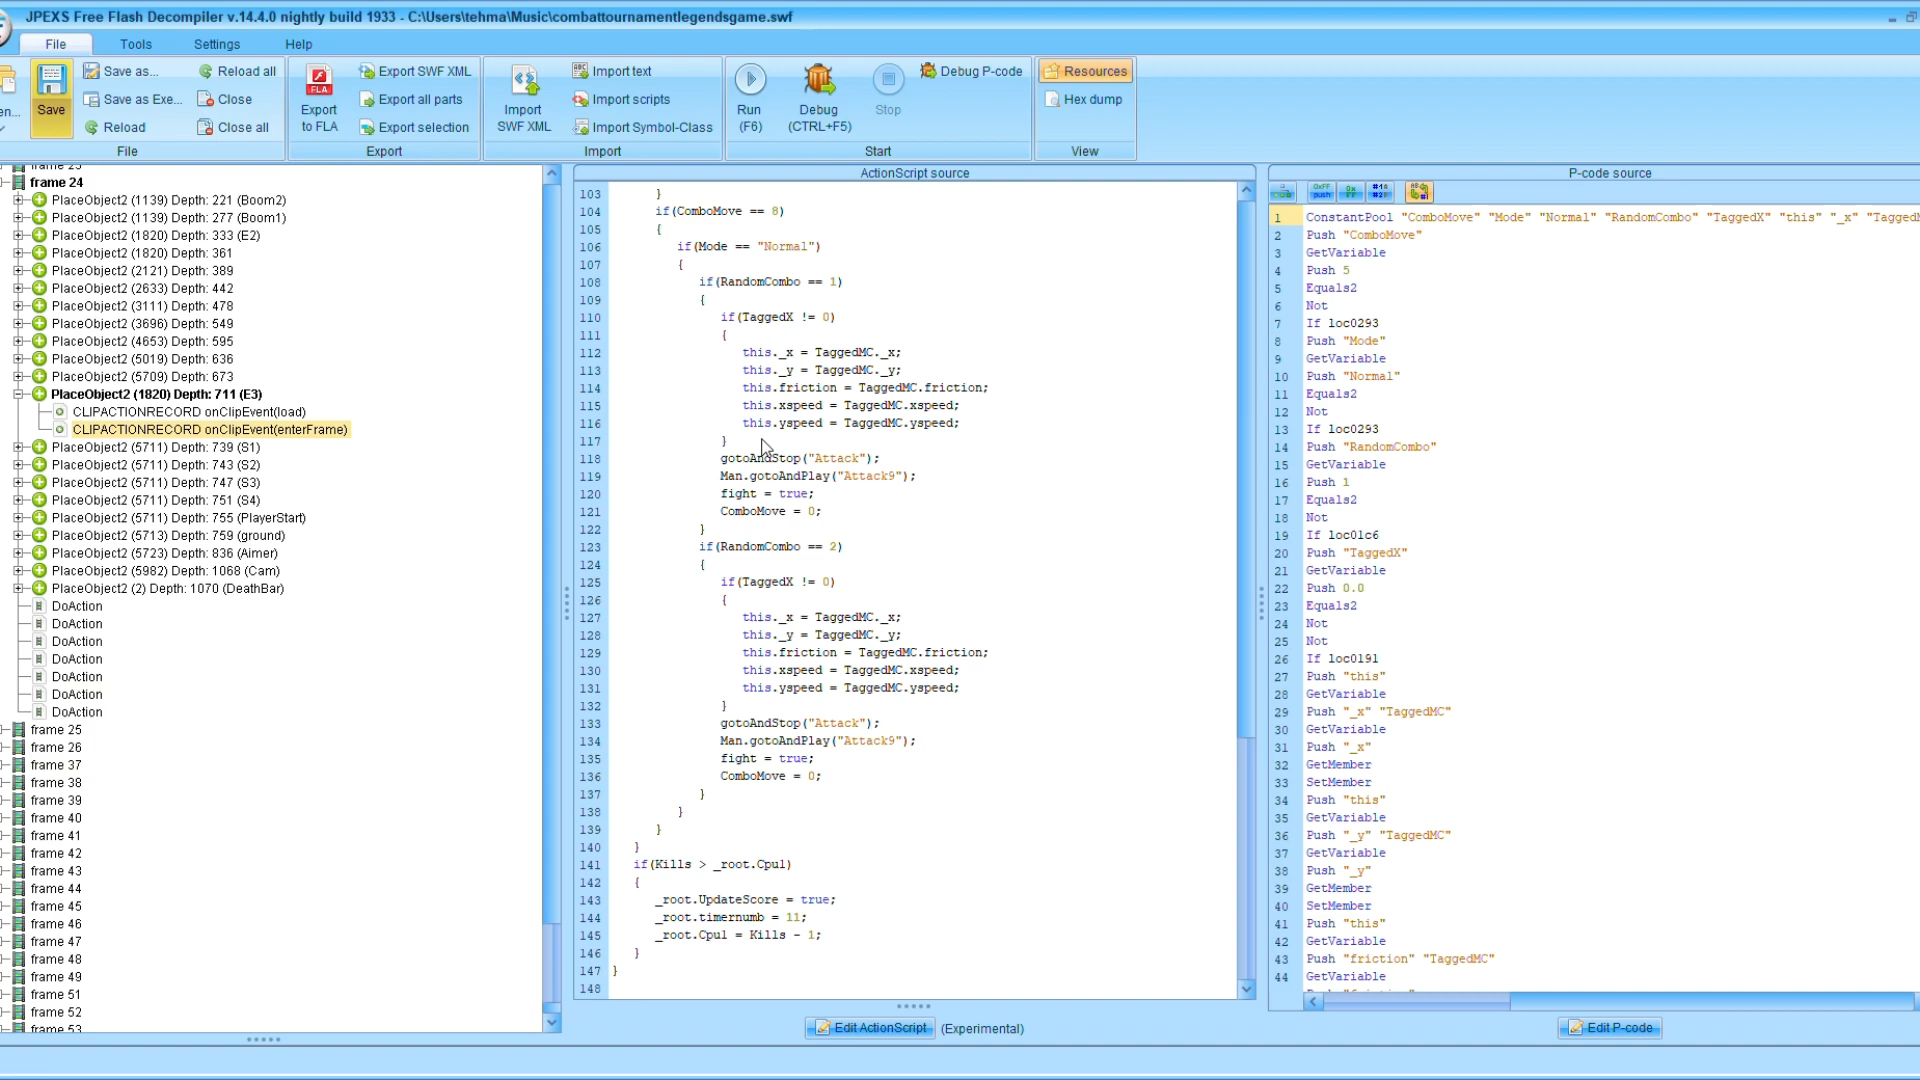 JPEXS Free Flash Decompiler v.14.4.0 nightly build 1933 - C:\Users\tehma\Music\combattournamentlegendsgame.swf
File Tools Settings Help
Save
Save as...
Save as Exe...
Reload
Reload all
Close
Close all
File
Export to FLA
Export SWF XML
Export all parts
Export selection
Export
Import SWF XML
Import text
Import scripts
Import Symbol-Class
Import
Run (F6)
Debug (CTRL+F5)
Stop
Debug P-code
Start
Resources
Hex dump
View
frame 23
frame 24
PlaceObject2 (1139) Depth: 221 (Boom2)
PlaceObject2 (1139) Depth: 277 (Boom1)
PlaceObject2 (1820) Depth: 333 (E2)
PlaceObject2 (1820) Depth: 361
PlaceObject2 (2121) Depth: 389
PlaceObject2 (2633) Depth: 442
PlaceObject2 (3111) Depth: 478
PlaceObject2 (3696) Depth: 549
PlaceObject2 (4653) Depth: 595
PlaceObject2 (5019) Depth: 636
PlaceObject2 (5709) Depth: 673
PlaceObject2 (1820) Depth: 711 (E3)
CLIPACTIONRECORD onClipEvent(load)
CLIPACTIONRECORD onClipEvent(enterFrame)
PlaceObject2 (5711) Depth: 739 (S1)
PlaceObject2 (5711) Depth: 743 (S2)
PlaceObject2 (5711) Depth: 747 (S3)
PlaceObject2 (5711) Depth: 751 (S4)
PlaceObject2 (5711) Depth: 755 (PlayerStart)
PlaceObject2 (5713) Depth: 759 (ground)
PlaceObject2 (5723) Depth: 836 (Aimer)
PlaceObject2 (5982) Depth: 1068 (Cam)
PlaceObject2 (2) Depth: 1070 (DeathBar)
DoAction
DoAction
DoAction
DoAction
DoAction
DoAction
DoAction
frame 25
frame 26
frame 37
frame 38
frame 39
frame 40
frame 41
frame 42
frame 43
frame 44
frame 45
frame 46
frame 47
frame 48
frame 49
frame 51
frame 52
frame 53
ActionScript source
103 }
104 if(ComboMove == 8)
105 {
106 if(Mode == "Normal")
107 {
108 if(RandomCombo == 1)
109 {
110 if(TaggedX != 0)
111 {
112 this._x = TaggedMC._x;
113 this._y = TaggedMC._y;
114 this.friction = TaggedMC.friction;
115 this.xspeed = TaggedMC.xspeed;
116 this.yspeed = TaggedMC.yspeed;
117 }
118 gotoAndStop("Attack");
119 Man.gotoAndPlay("Attack9");
120 fight = true;
121 ComboMove = 0;
122 }
123 if(RandomCombo == 2)
124 {
125 if(TaggedX != 0)
126 {
127 this._x = TaggedMC._x;
128 this._y = TaggedMC._y;
129 this.friction = TaggedMC.friction;
130 this.xspeed = TaggedMC.xspeed;
131 this.yspeed = TaggedMC.yspeed;
132 }
133 gotoAndStop("Attack");
134 Man.gotoAndPlay("Attack9");
135 fight = true;
136 ComboMove = 0;
137 }
138 }
139 }
140 }
141 if(Kills > _root.Cpul)
142 {
143 _root.UpdateScore = true;
144 _root.timernumb = 11;
145 _root.Cpul = Kills - 1;
146 }
147 }
148
Edit ActionScript (Experimental)
P-code source
1 ConstantPool "ComboMove" "Mode" "Normal" "RandomCombo" "TaggedX" "this" "_x" "TaggedM
2 Push "ComboMove"
3 GetVariable
4 Push 5
5 Equals2
6 Not
7 If loc0293
8 Push "Mode"
9 GetVariable
10 Push "Normal"
11 Equals2
12 Not
13 If loc0293
14 Push "RandomCombo"
15 GetVariable
16 Push 1
17 Equals2
18 Not
19 If loc01c6
20 Push "TaggedX"
21 GetVariable
22 Push 0.0
23 Equals2
24 Not
25 Not
26 If loc0191
27 Push "this"
28 GetVariable
29 Push "_x" "TaggedMC"
30 GetVariable
31 Push "_x"
32 GetMember
33 SetMember
34 Push "this"
35 GetVariable
36 Push "_y" "TaggedMC"
37 GetVariable
38 Push "_y"
39 GetMember
40 SetMember
41 Push "this"
42 GetVariable
43 Push "friction" "TaggedMC"
44 GetVariable
Edit P-code